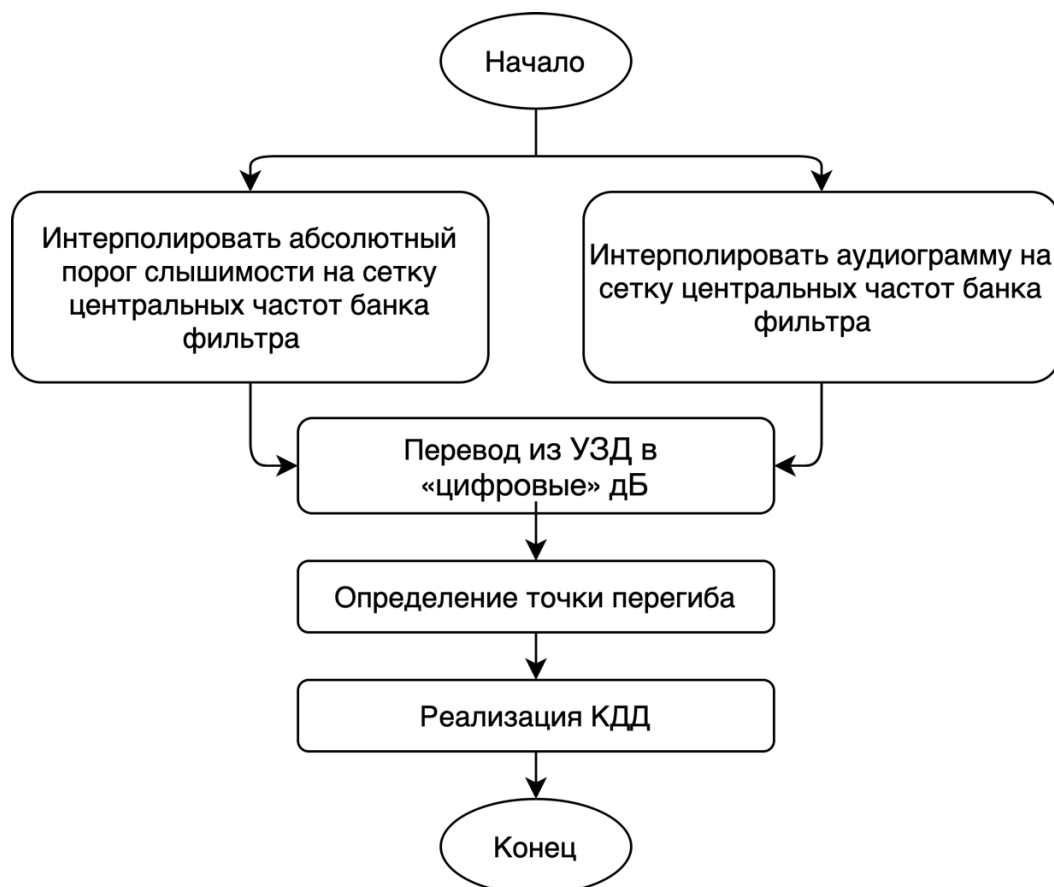 Начало
Интерполировать абсолютный
порог слышимости на сетку
центральных частот банка
фильтра
Интерполировать аудиограмму на
сетку центральных частот банка
фильтра
Перевод из УЗД в
«цифровые» дБ
Определение точки перегиба
Реализация КДД
Конец